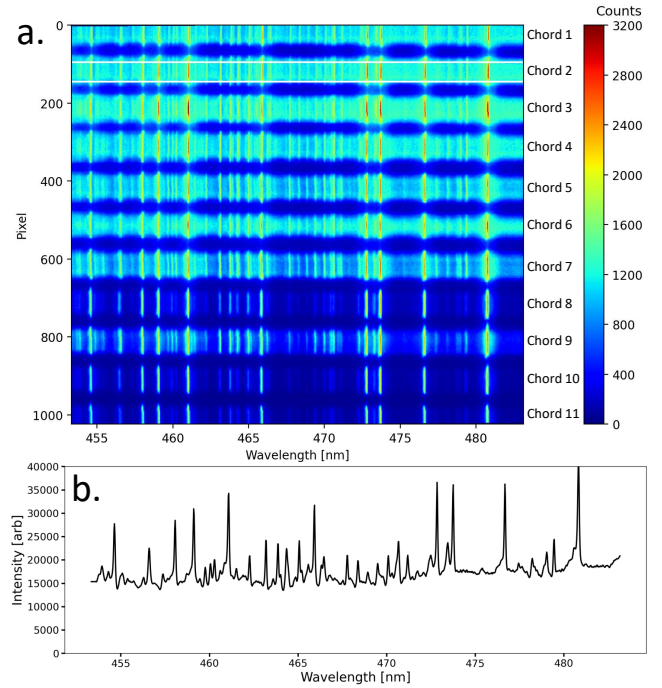 a.
Counts
0
200
400
600
800
1000
Pixel
455
460
465
470
475
480
Wavelength [nm]
Chord 1
Chord 2
Chord 3
Chord 4
Chord 5
Chord 6
Chord 7
Chord 8
Chord 9
Chord 10
Chord 11
3200
2800
2400
2000
1600
1200
800
400
0
b.
40000
35000
30000
25000
20000
15000
10000
5000
0
Intensity [arb]
455
460
465
470
475
480
Wavelength [nm]